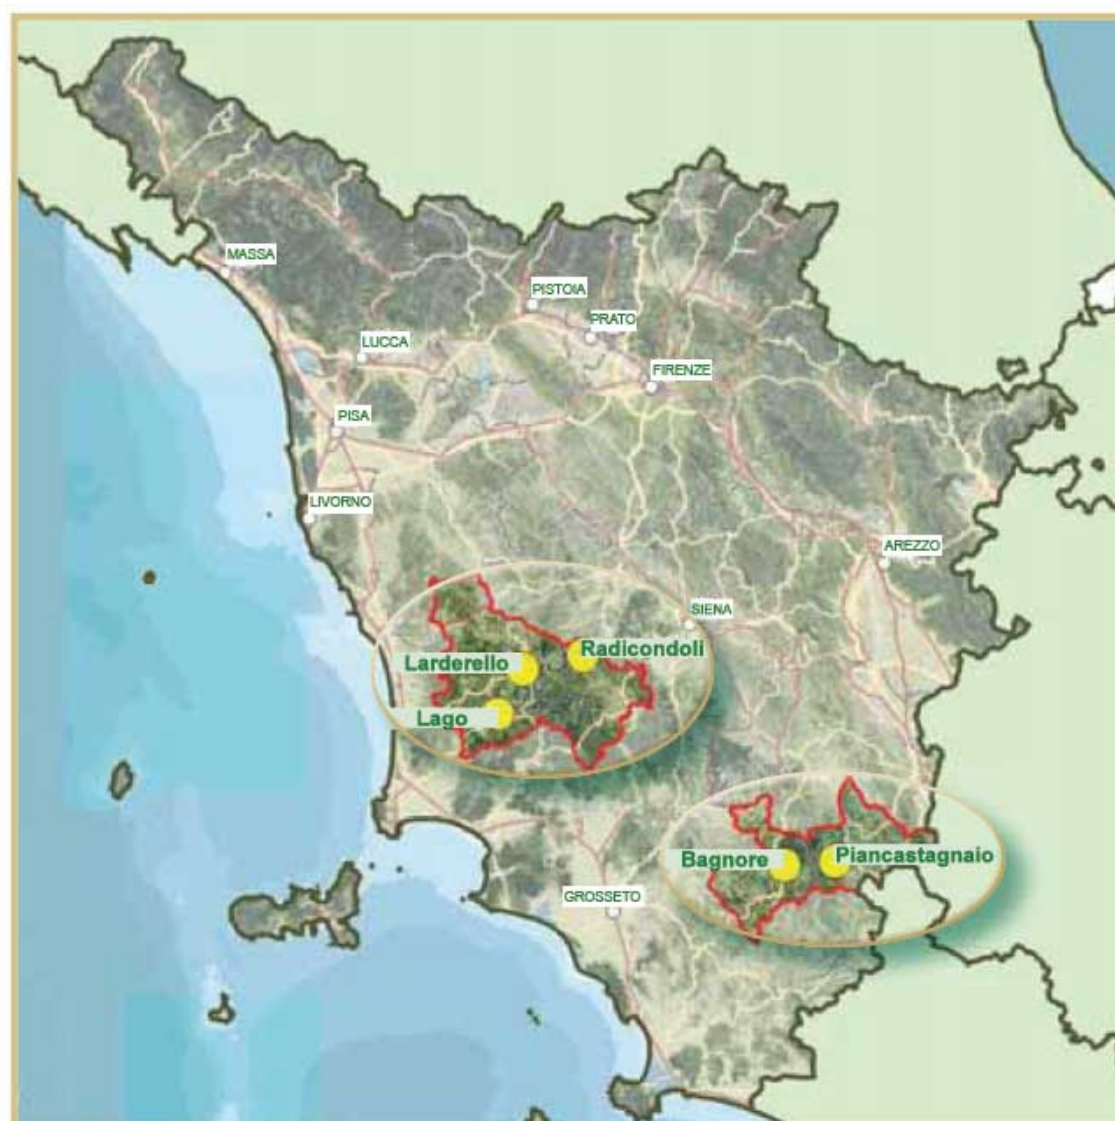 MASSA
PISTOIA
PRATO
LUCCA
FIRENZE
PISA
LIVORNO
AREZZO
SIENA
Radicondoli
Larderello
Lago
Bagnore
Piancastagnaio
GROSSETO